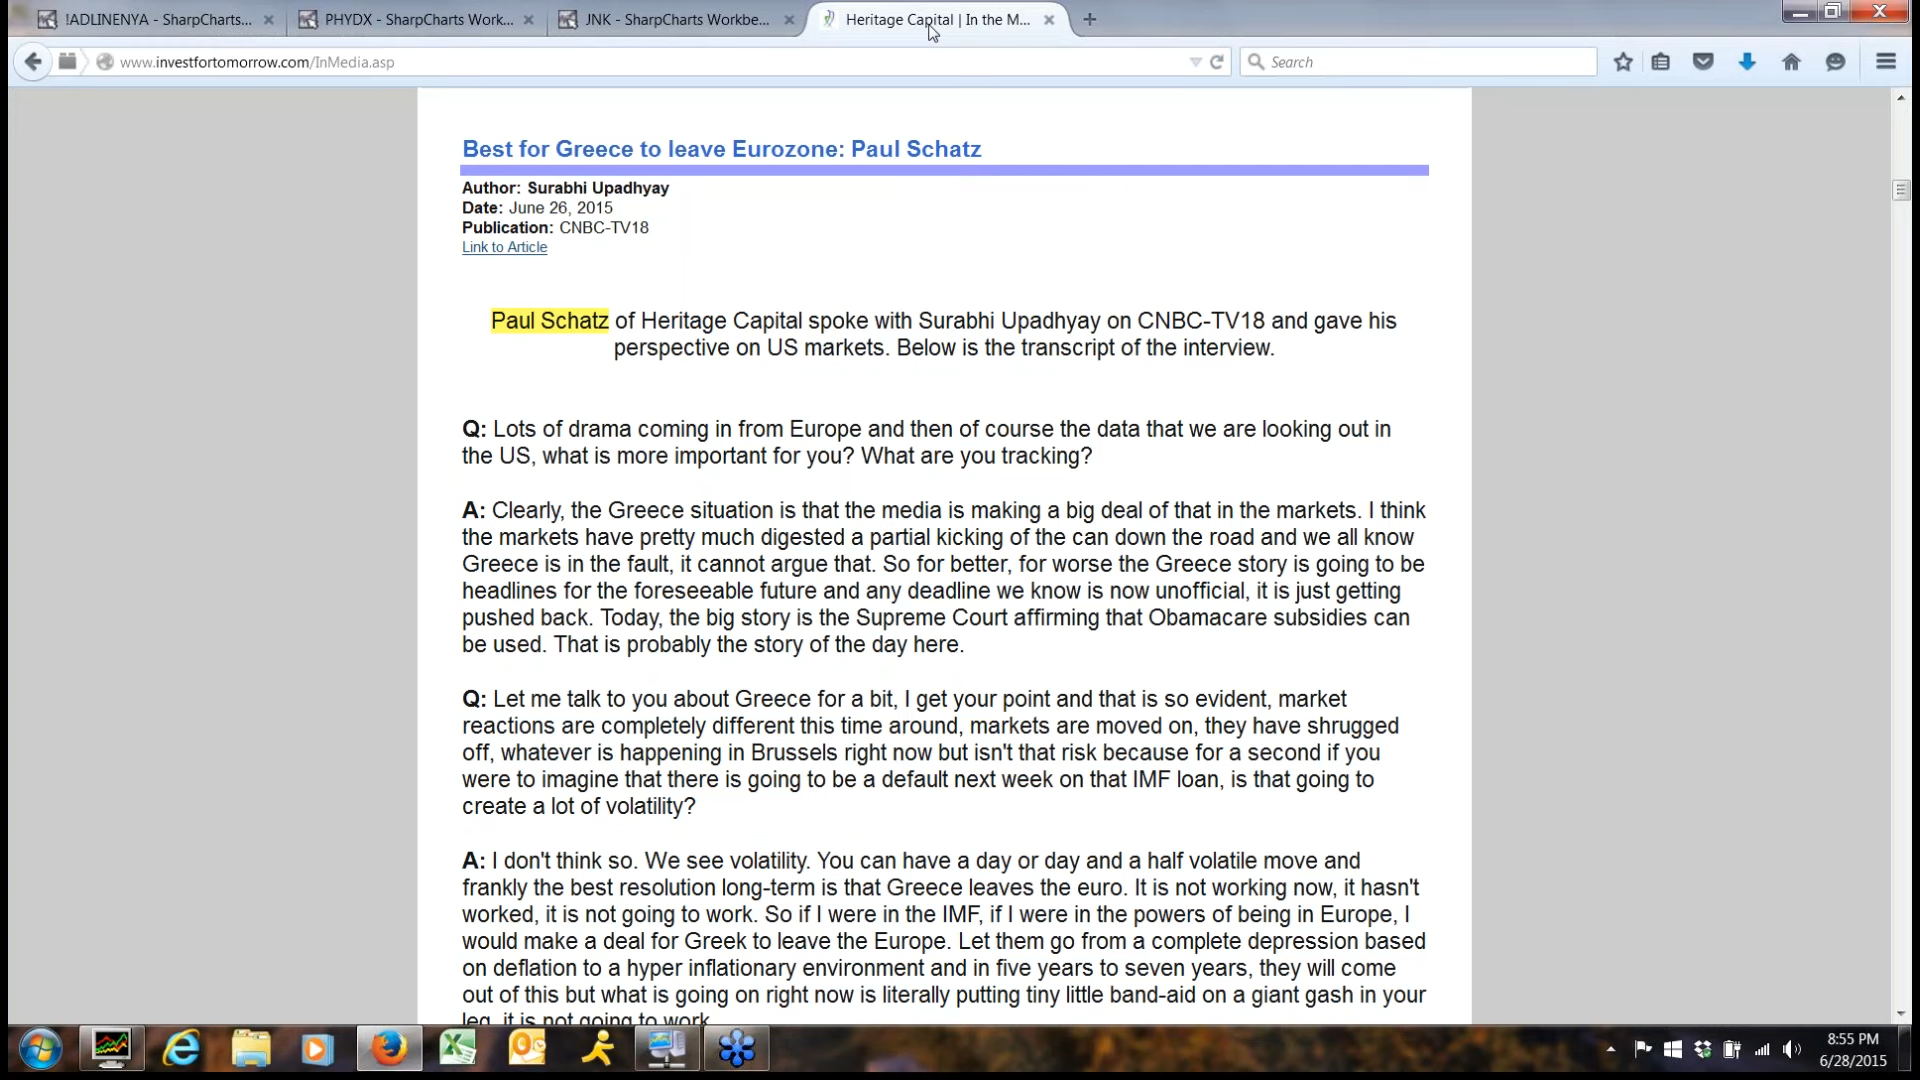 !ADLINENYA - SharpCharts...
PHYDX - SharpCharts Work...
JNK - SharpCharts Workbe...
Heritage Capital | In the M...
www.investfortomorrow.com/InMedia.asp
Search
Best for Greece to leave Eurozone: Paul Schatz
Author: Surabhi Upadhyay
Date: June 26, 2015
Publication: CNBC-TV18
Link to Article
Paul Schatz of Heritage Capital spoke with Surabhi Upadhyay on CNBC-TV18 and gave his
perspective on US markets. Below is the transcript of the interview.
Q: Lots of drama coming in from Europe and then of course the data that we are looking out in
the US, what is more important for you? What are you tracking?
A: Clearly, the Greece situation is that the media is making a big deal of that in the markets. I think
the markets have pretty much digested a partial kicking of the can down the road and we all know
Greece is in the fault, it cannot argue that. So for better, for worse the Greece story is going to be
headlines for the foreseeable future and any deadline we know is now unofficial, it is just getting
pushed back. Today, the big story is the Supreme Court affirming that Obamacare subsidies can
be used. That is probably the story of the day here.
Q: Let me talk to you about Greece for a bit, I get your point and that is so evident, market
reactions are completely different this time around, markets are moved on, they have shrugged
off, whatever is happening in Brussels right now but isn't that risk because for a second if you
were to imagine that there is going to be a default next week on that IMF loan, is that going to
create a lot of volatility?
A: I don't think so. We see volatility. You can have a day or day and a half volatile move and
frankly the best resolution long-term is that Greece leaves the euro. It is not working now, it hasn't
worked, it is not going to work. So if I were in the IMF, if I were in the powers of being in Europe, I
would make a deal for Greek to leave the Europe. Let them go from a complete depression based
on deflation to a hyper inflationary environment and in five years to seven years, they will come
out of this but what is going on right now is literally putting tiny little band-aid on a giant gash in your
leg, it is not going to work.
8:55 PM
6/28/2015